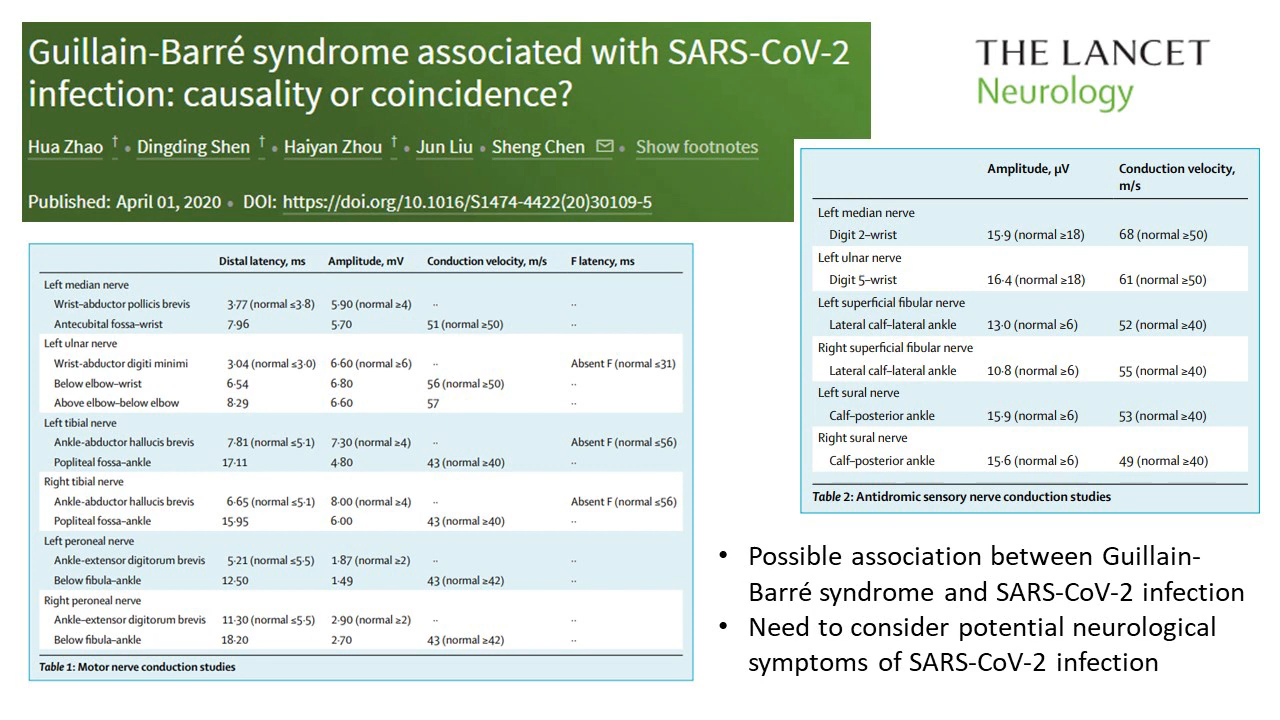 Guillain-Barré syndrome associated with SARS-CoV-2
infection: causality or coincidence?
Hua Zhao † • Dingding Shen † • Haiyan Zhou † • Jun Liu • Sheng Chen • Show footnotes
Published: April 01, 2020 • DOI: https://doi.org/10.1016/S1474-4422(20)30109-5
THE LANCET
Neurology
Distal latency, ms Amplitude, mV Conduction velocity, m/s F latency, ms
Left median nerve
Wrist–abductor pollicis brevis 3·77 (normal ≤3·8) 5·90 (normal ≥4) ·· ··
Antecubital fossa–wrist 7·96 5·70 51 (normal ≥50) ··
Left ulnar nerve
Wrist–abductor digiti minimi 3·04 (normal ≤3·0) 6·60 (normal ≥6) ·· Absent F (normal ≤31)
Below elbow–wrist 6·54 6·80 56 (normal ≥50) ··
Above elbow–below elbow 8·29 6·60 57 ··
Left tibial nerve
Ankle-abductor hallucis brevis 7·81 (normal ≤5·1) 7·30 (normal ≥4) ·· Absent F (normal ≤56)
Popliteal fossa–ankle 17·11 4·80 43 (normal ≥40) ··
Right tibial nerve
Ankle-abductor hallucis brevis 6·65 (normal ≤5·1) 8·00 (normal ≥4) ·· Absent F (normal ≤56)
Popliteal fossa–ankle 15·95 6·00 43 (normal ≥40) ··
Left peroneal nerve
Ankle-extensor digitorum brevis 5·21 (normal ≤5·5) 1·87 (normal ≥2) ·· ··
Below fibula–ankle 12·50 1·49 43 (normal ≥42) ··
Right peroneal nerve
Ankle–extensor digitorum brevis 11·30 (normal ≤5·5) 2·90 (normal ≥2) ·· ··
Below fibula–ankle 18·20 2·70 43 (normal ≥42) ··
Table 1: Motor nerve conduction studies
Amplitude, µV Conduction velocity,
m/s
Left median nerve
Digit 2–wrist 15·9 (normal ≥18) 68 (normal ≥50)
Left ulnar nerve
Digit 5–wrist 16·4 (normal ≥18) 61 (normal ≥50)
Left superficial fibular nerve
Lateral calf–lateral ankle 13·0 (normal ≥6) 52 (normal ≥40)
Right superficial fibular nerve
Lateral calf–lateral ankle 10·8 (normal ≥6) 55 (normal ≥40)
Left sural nerve
Calf–posterior ankle 15·9 (normal ≥6) 53 (normal ≥40)
Right sural nerve
Calf–posterior ankle 15·6 (normal ≥6) 49 (normal ≥40)
Table 2: Antidromic sensory nerve conduction studies
• Possible association between Guillain-
Barré syndrome and SARS-CoV-2 infection
• Need to consider potential neurological
symptoms of SARS-CoV-2 infection